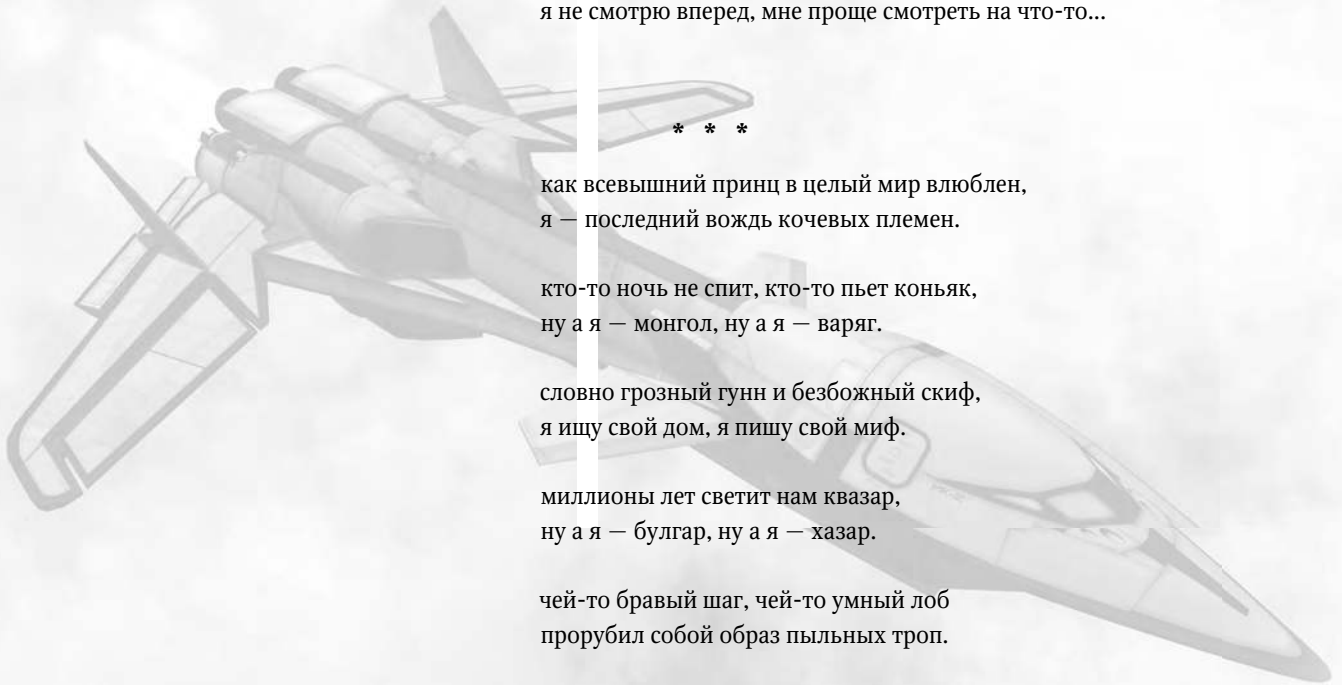 я не смотрю вперед, мне проще смотреть на что-то...
* * *
как всевышний принц в целый мир влюблен,
я — последний вождь кочевых племен.
кто-то ночь не спит, кто-то пьет коньяк,
ну а я — монгол, ну а я — варяг.
словно грозный гунн и безбожный скиф,
я ищу свой дом, я пишу свой миф.
миллионы лет светит нам квазар,
ну а я — булгар, ну а я — хазар.
чей-то бравый шаг, чей-то умный лоб
прорубил собой образ пыльных троп.